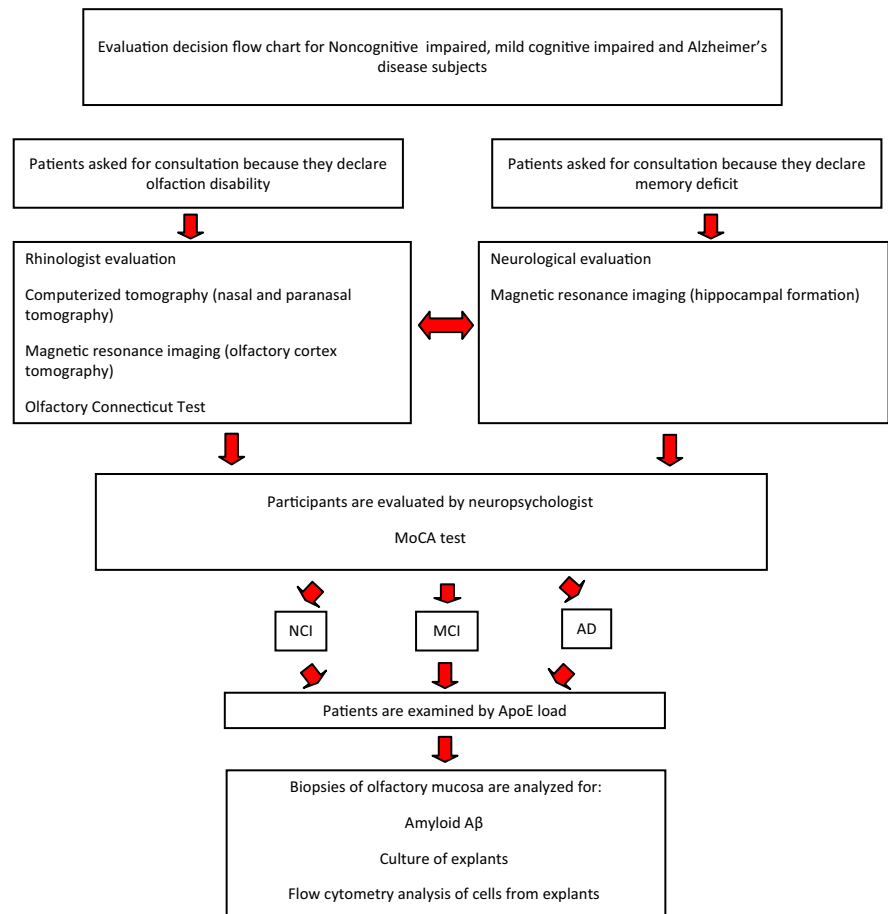 Evaluation decision flow chart for Noncognitive impaired, mild cognitive impaired and Alzheimer's
disease subjects
Patients asked for consultation because they declare
olfaction disability
Patients asked for consultation because they declare
memory deficit
Rhinologist evaluation
Computerized tomography (nasal and paranasal
tomography)
Magnetic resonance imaging (olfactory cortex
tomography)
Olfactory Connecticut Test
Neurological evaluation
Magnetic resonance imaging (hippocampal formation)
Participants are evaluated by neuropsychologist
MoCA test
NCI
MCI
AD
Patients are examined by ApoE load
Biopsies of olfactory mucosa are analyzed for:
Amyloid Aβ
Culture of explants
Flow cytometry analysis of cells from explants